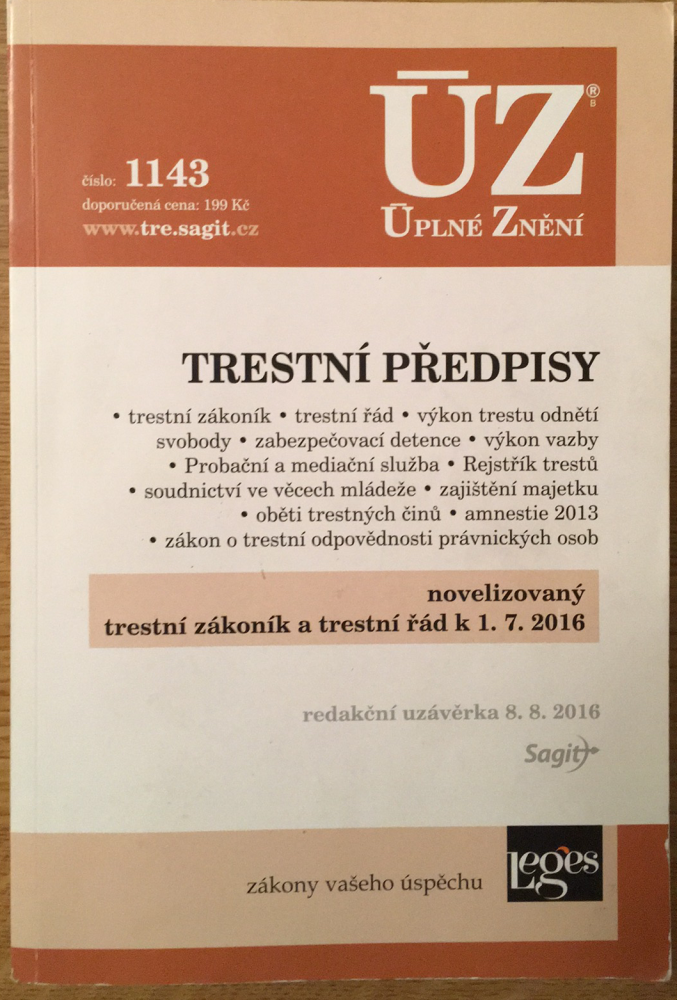 ÚZ®
B
číslo: 1143
doporučená cena: 199 Kč
ÚPLNÉ ZNĚNÍ
www.tre.sagit.cz
TRESTNÍ PŘEDPISY
• trestní zákoník • trestní řád • výkon trestu odnětí
svobody • zabezpečovací detence • výkon vazby
• Probační a mediační služba • Rejstřík trestů
• soudnictví ve věcech mládeže • zajištění majetku
• oběti trestných činů • amnestie 2013
• zákon o trestní odpovědnosti právnických osob
novelizovaný
trestní zákoník a trestní řád k 1. 7. 2016
redakční uzávěrka 8. 8. 2016
Sagit
Leges
zákony vašeho úspěchu